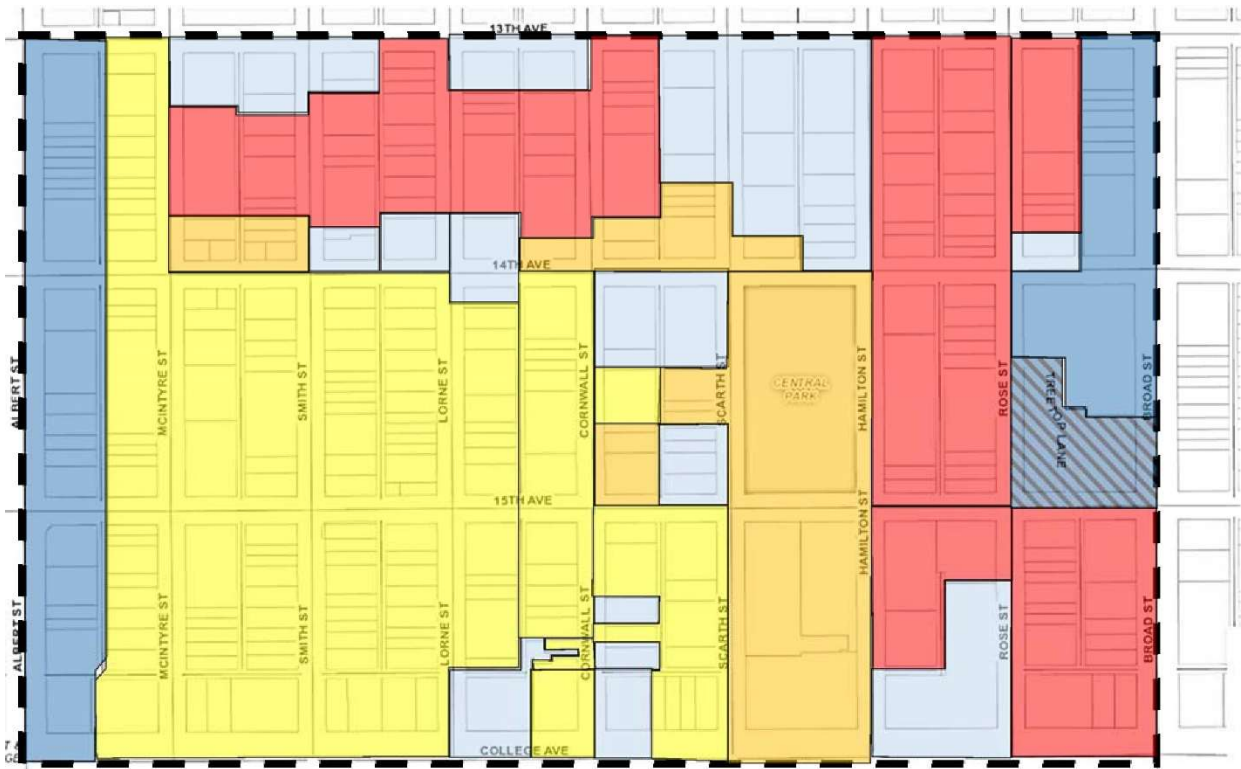 13TH AVE
14TH AVE
ALBERT ST
MCINTYRE ST
SMITH ST
LORNE ST
CORNWALL ST
SCARTH ST
CENTRAL
PARK
HAMILTON ST
ROSE ST
TREE TOP LANE
BROAD ST
15TH AVE
ALBERT ST
MCINTYRE ST
SMITH ST
LORNE ST
CORNWALL ST
SCARTH ST
HAMILTON ST
ROSE ST
BROAD ST
COLLEGE AVE